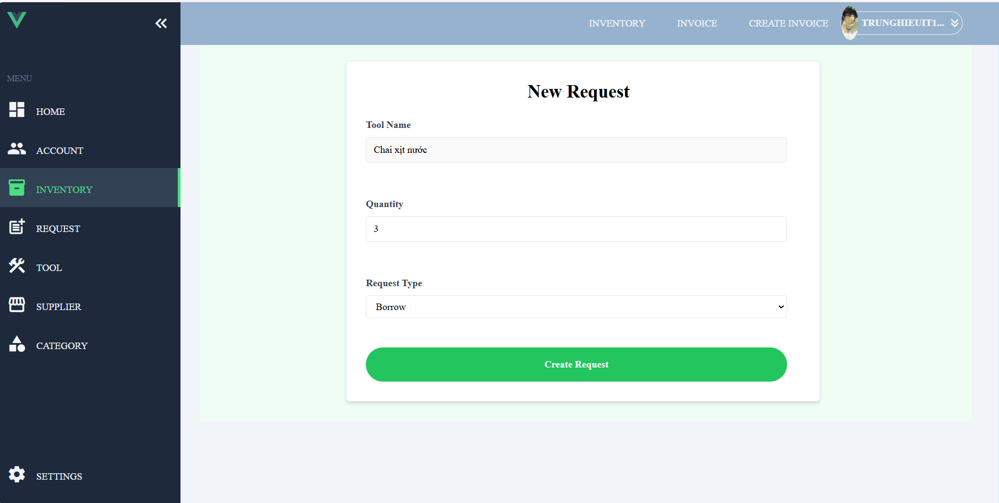 INVENTORY
INVOICE
CREATE INVOICE
TRUNGHIEUIT1...
MENU
HOME
ACCOUNT
INVENTORY
REQUEST
TOOL
SUPPLIER
CATEGORY
SETTINGS
New Request
Tool Name
Chai xịt nước
Quantity
3
Request Type
Borrow
Create Request